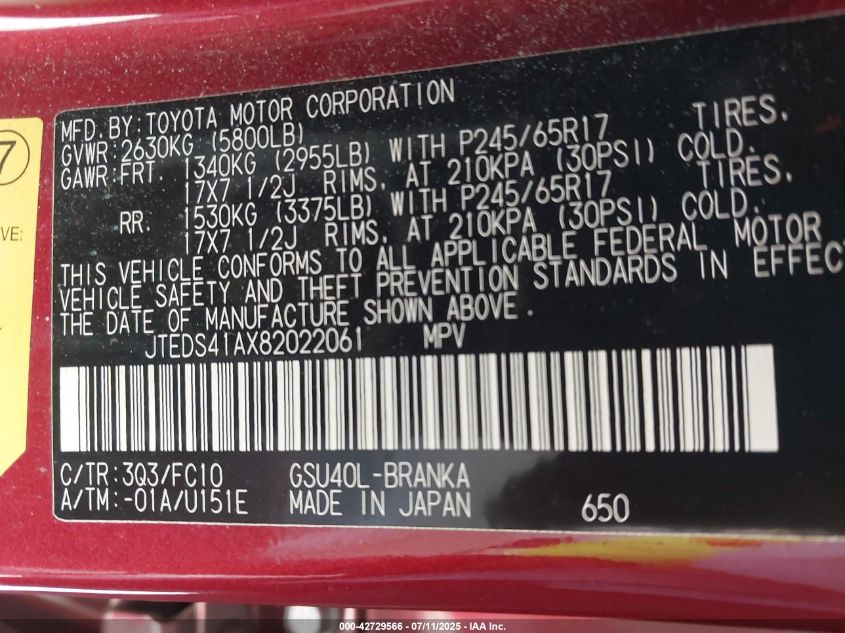 MFD. BY: TOYOTA MOTOR CORPORATION
GVWR: 2630KG (5800LB)
GAWR: FRT. 1340KG (2955LB) WITH P245/65R17 TIRES,
17X7 1/2J RIMS, AT 210KPA (30PSI) COLD.
RR. 1530KG (3375LB) WITH P245/65R17 TIRES,
17X7 1/2J RIMS, AT 210KPA (30PSI) COLD.
THIS VEHICLE CONFORMS TO ALL APPLICABLE FEDERAL MOTOR
VEHICLE SAFETY AND THEFT PREVENTION STANDARDS IN EFFEC
THE DATE OF MANUFACTURE SHOWN ABOVE.
JTEDS41AX82022061 MPV
C/TR: 3Q3/FC10 GSU40L-BRANKA
A/TM: -01A/U151E MADE IN JAPAN 650
7
VE:
000-42729566 - 07/11/2025 - IAA Inc.